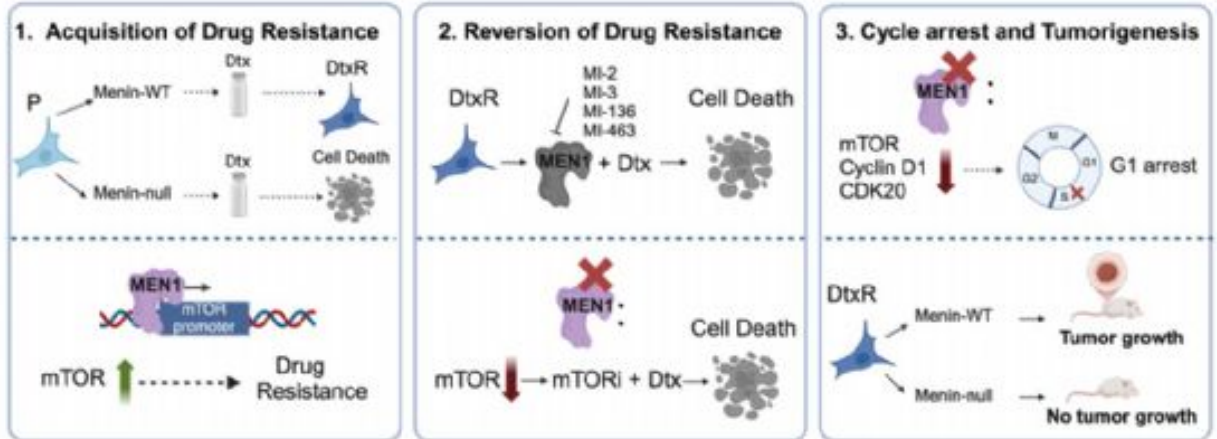 1. Acquisition of Drug Resistance
P
Menin-WT
Dtx
DtxR
Menin-null
Dtx
Cell Death
MEN1
mTOR
promoter
mTOR
Drug
Resistance
2. Reversion of Drug Resistance
DtxR
MI-2
MI-3
MI-136
MI-463
MEN1 + Dtx
Cell Death
MEN1 :
mTOR
mTORi + Dtx
Cell Death
3. Cycle arrest and Tumorigenesis
MEN1 :
mTOR
Cyclin D1
CDK20
M
G1
S
G2
G1 arrest
DtxR
Menin-WT
Tumor growth
Menin-null
No tumor growth